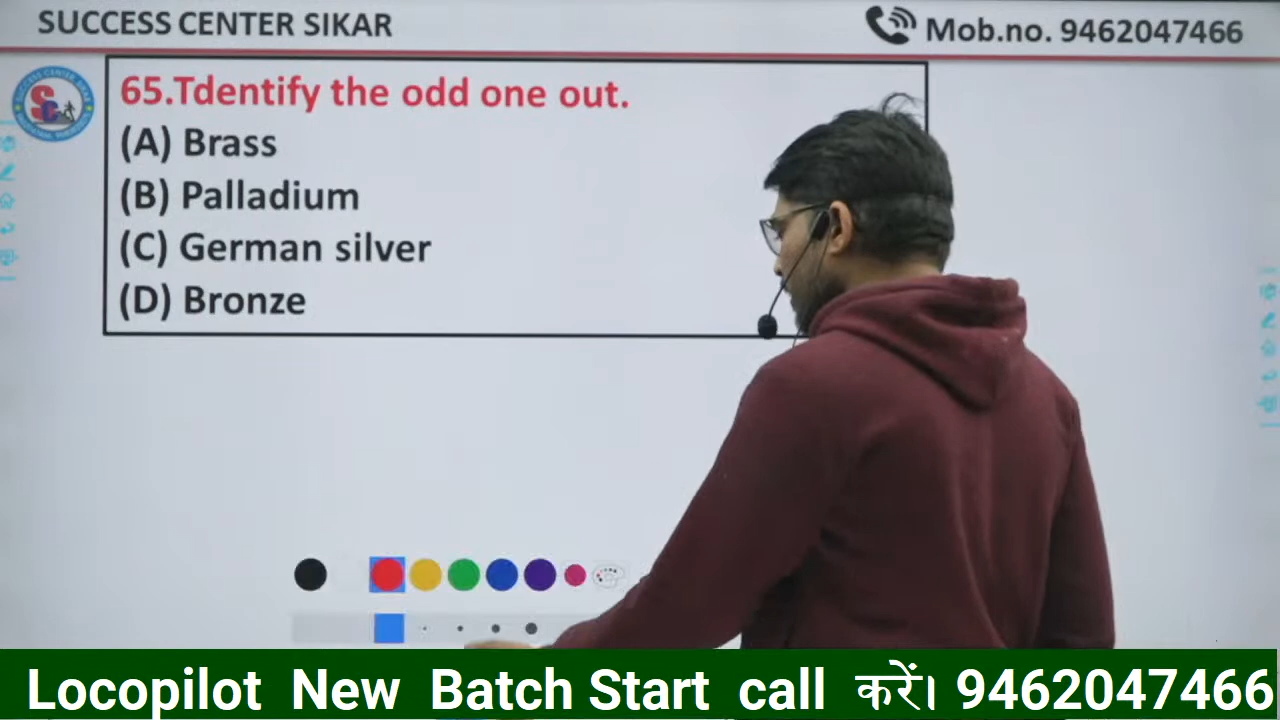 SUCCESS CENTER SIKAR
Mob.no. 9462047466
65.Tdentify the odd one out.
(A) Brass
(B) Palladium
(C) German silver
(D) Bronze
Locopilot New Batch Start call करें। 9462047466